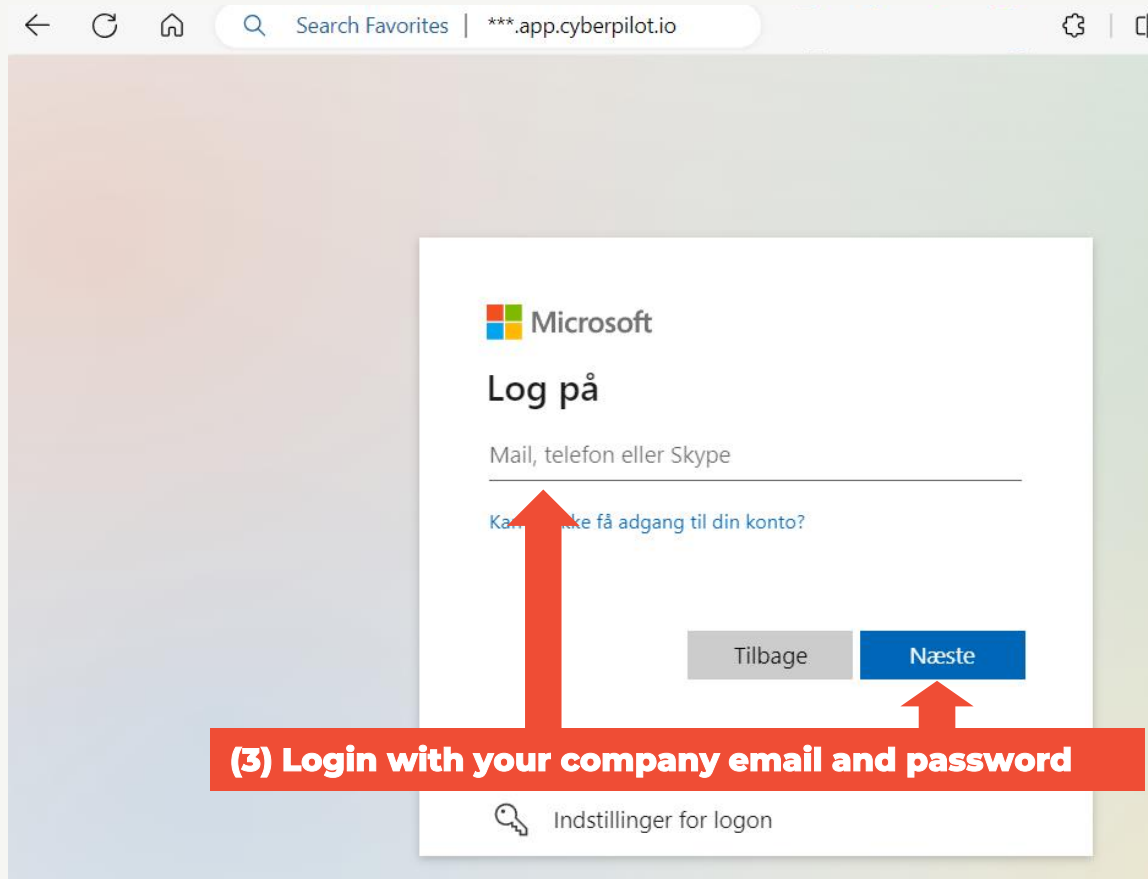 Search Favorites | ***.app.cyberpilot.io
Microsoft
Log på
Mail, telefon eller Skype
få adgang til din konto?
Tilbage Næste
(3) Login with your company email and password
Indstillinger for logon